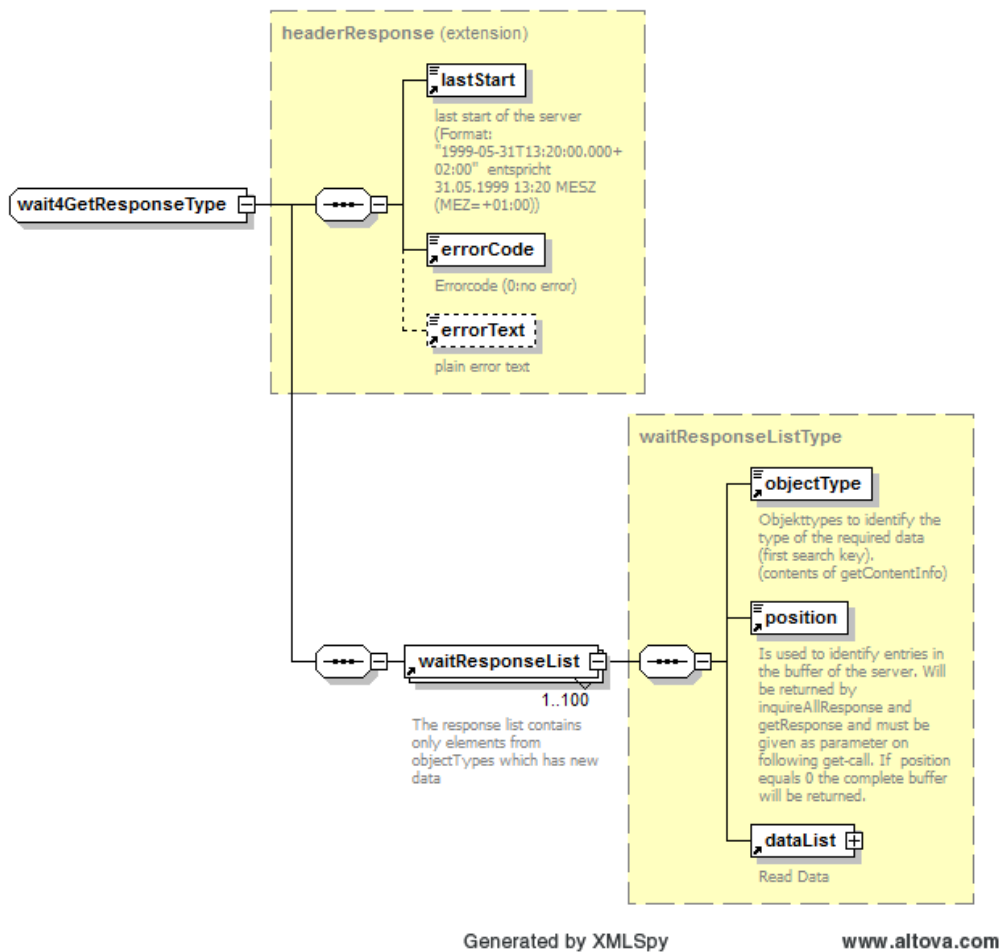 headerResponse (extension)
lastStart
last start of the server
(Format:
"1999-05-31T13:20:00.000+
02:00"  entspricht
31.05.1999 13:20 MESZ
(MEZ=+01:00))
wait4GetResponseType
errorCode
Errorcode (0:no error)
errorText
plain error text
waitResponseListType
objectType
Objekttypes to identify the
type of the required data
(first search key).
(contents of getContentInfo)
position
Is used to identify entries in
the buffer of the server. Will
be returned by
inquireAllResponse and
getResponse and must be
given as parameter on
following get-call. If  position
equals 0 the complete buffer
will be returned.
waitResponseList
1..100
The response list contains
only elements from
objectTypes which has new
data
dataList
Read Data
Generated by XMLSpy
www.altova.com